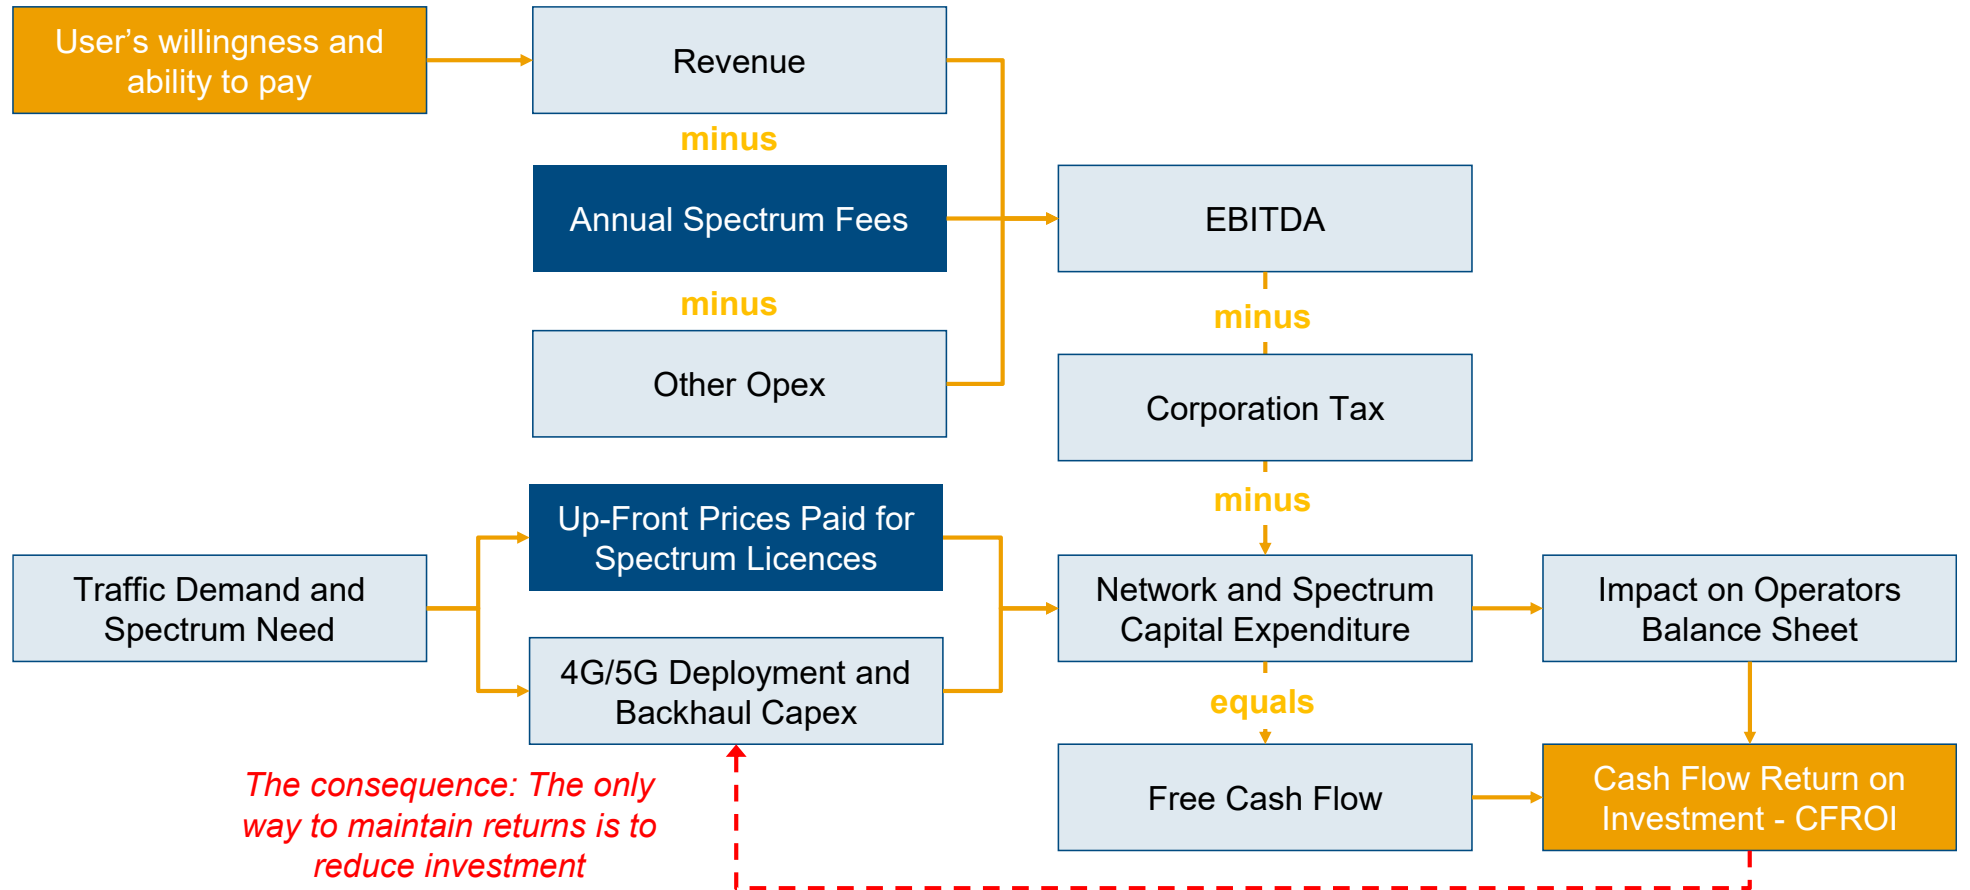 User’s willingness and
ability to pay
Revenue
minus
Annual Spectrum Fees
EBITDA
minus
minus
Other Opex
Corporation Tax
minus
Up-Front Prices Paid for
Spectrum Licences
Traffic Demand and
Spectrum Need
Network and Spectrum
Capital Expenditure
Impact on Operators
Balance Sheet
4G/5G Deployment and
Backhaul Capex
equals
The consequence: The only
way to maintain returns is to
reduce investment
Free Cash Flow
Cash Flow Return on
Investment - CFROI